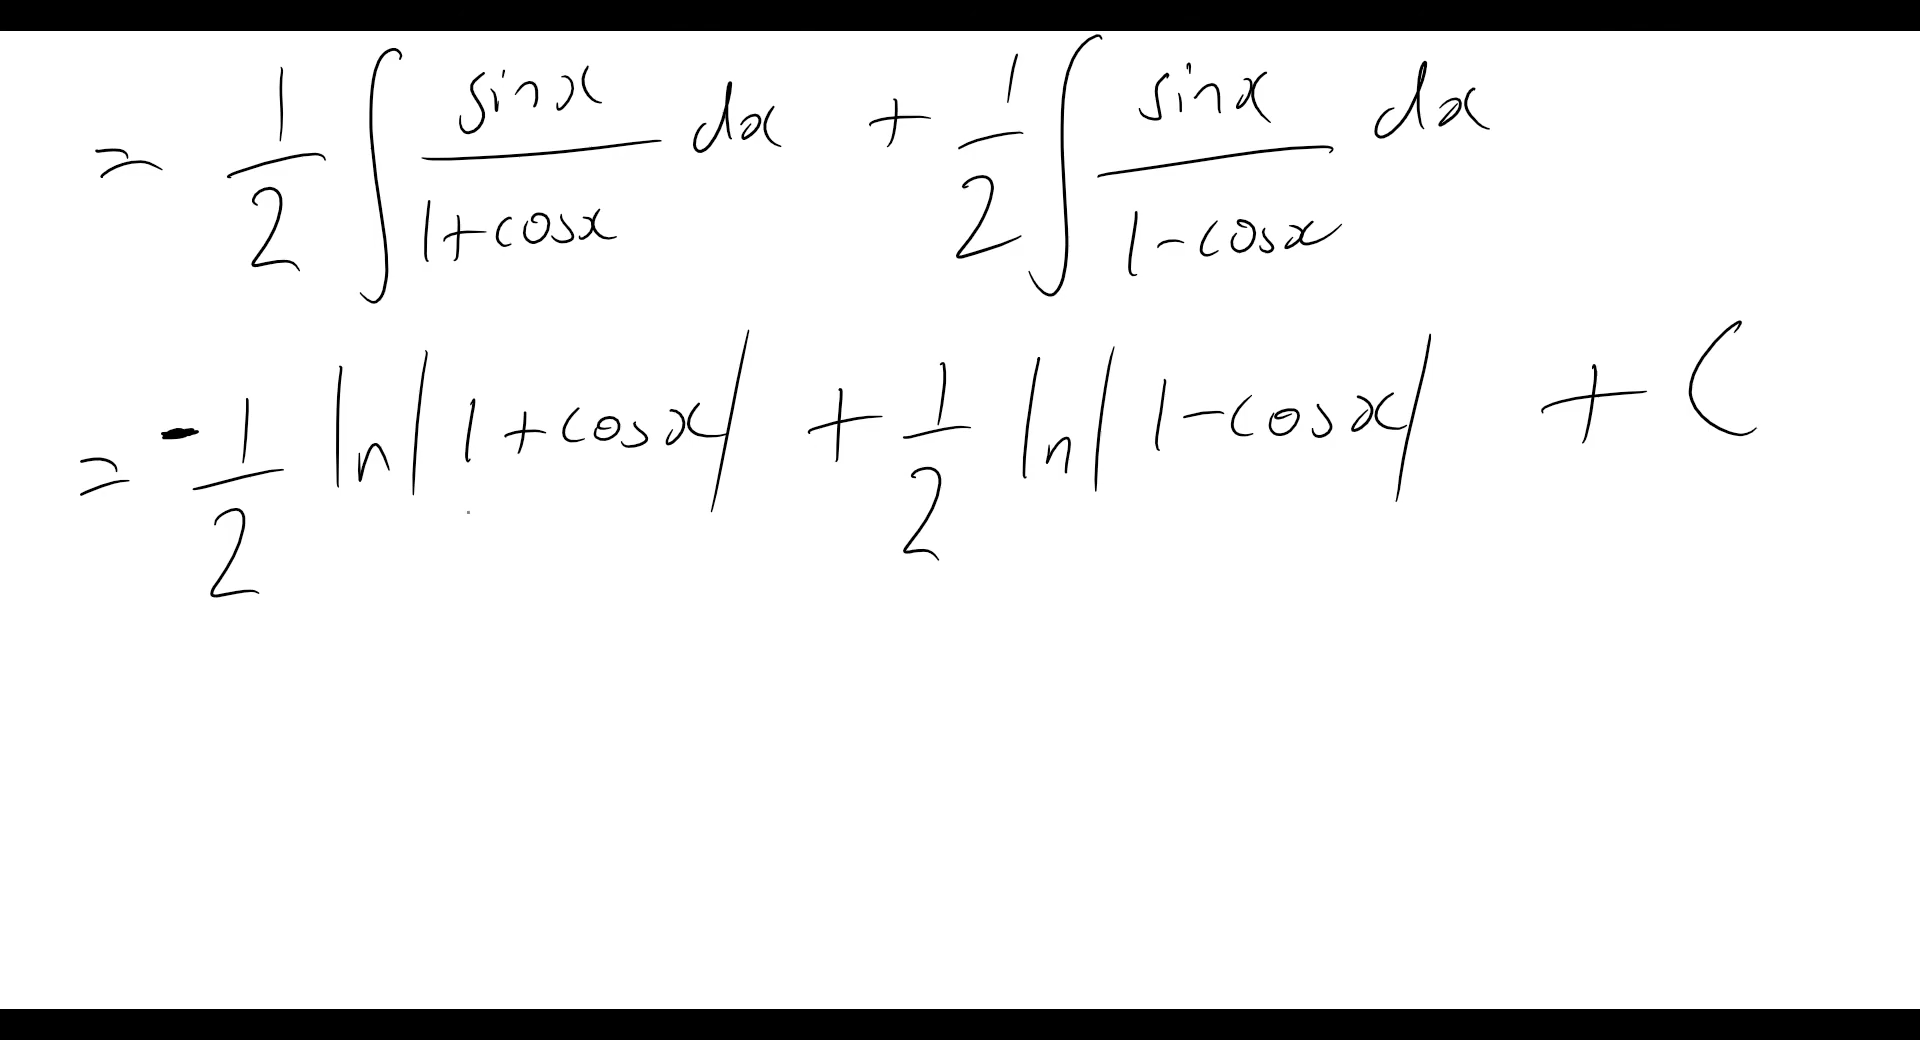 = 1/2 ∫ sinx/(1+cosx) dx + 1/2 ∫ sinx/(1-cosx) dx
= -1/2 ln|1+cosx| + 1/2 ln|1-cosx| + C